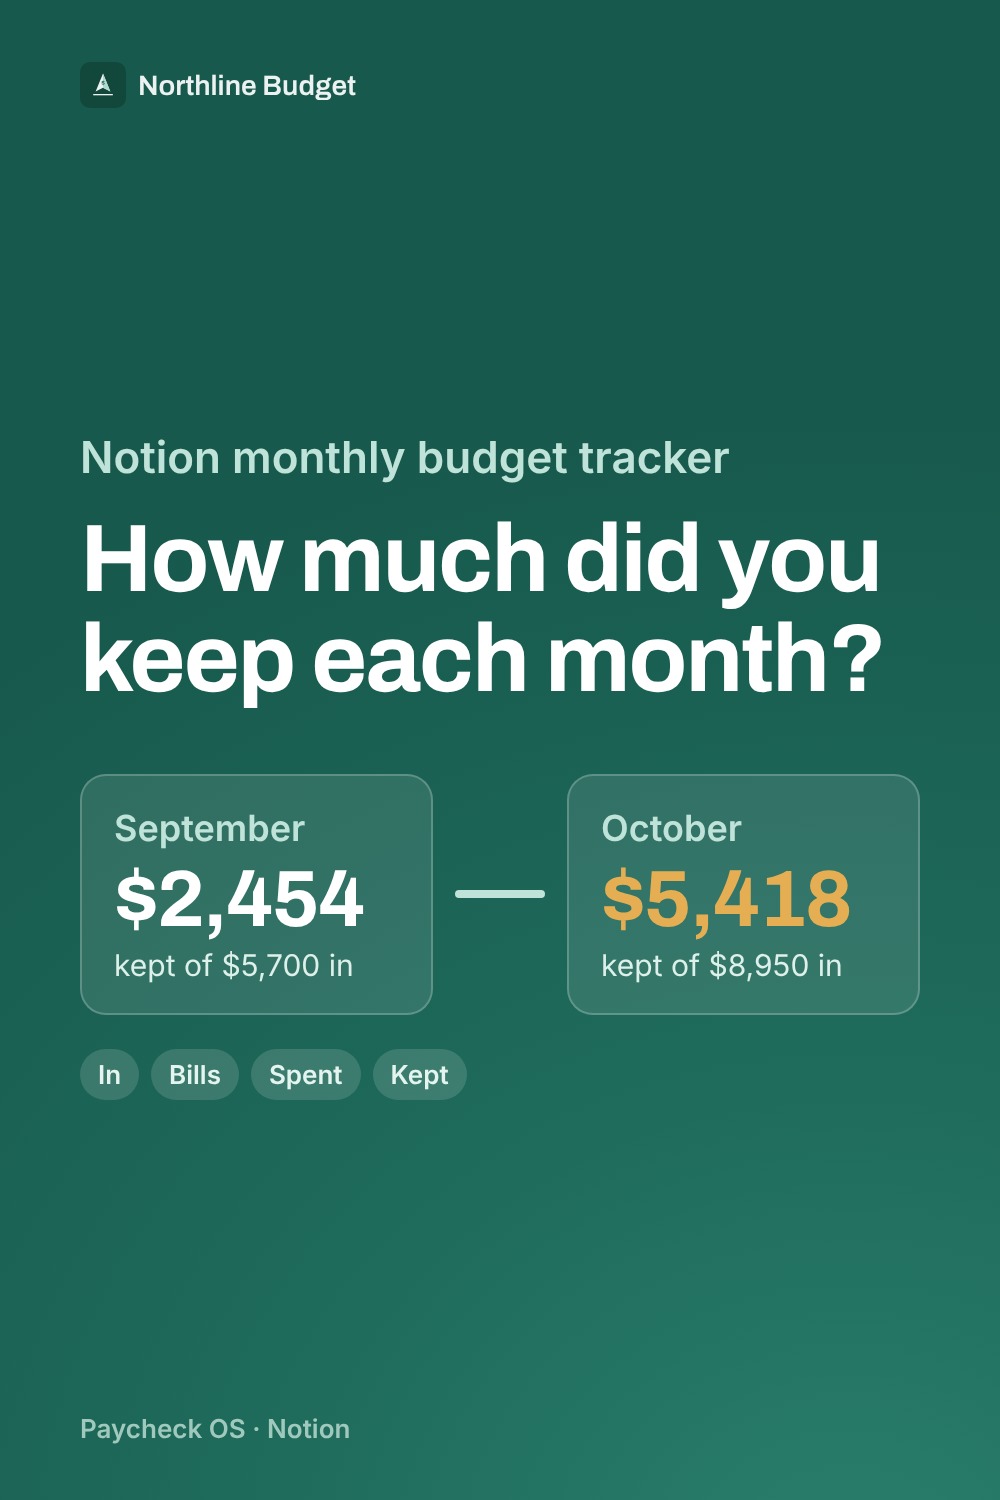 Northline Budget
Notion monthly budget tracker
How much did you
keep each month?
September
$2,454
kept of $5,700 in
October
$5,418
kept of $8,950 in
In
Bills
Spent
Kept
Paycheck OS · Notion